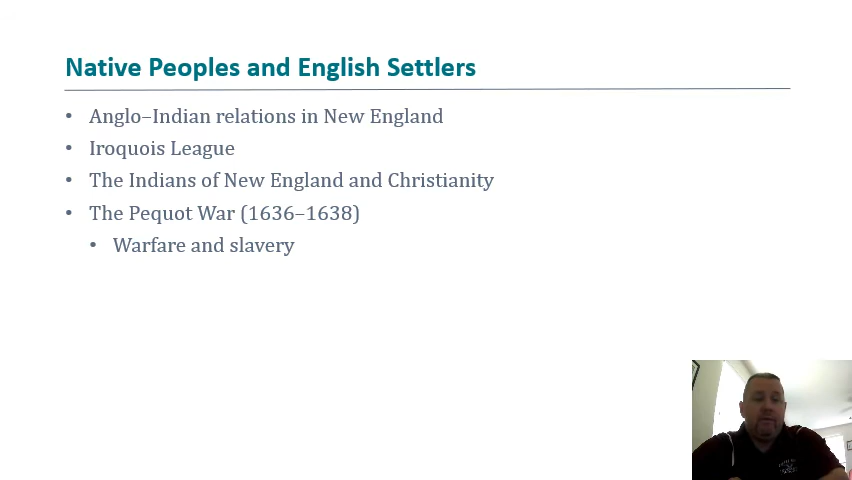 Native Peoples and English Settlers
• Anglo–Indian relations in New England
• Iroquois League
• The Indians of New England and Christianity
• The Pequot War (1636–1638)
• Warfare and slavery